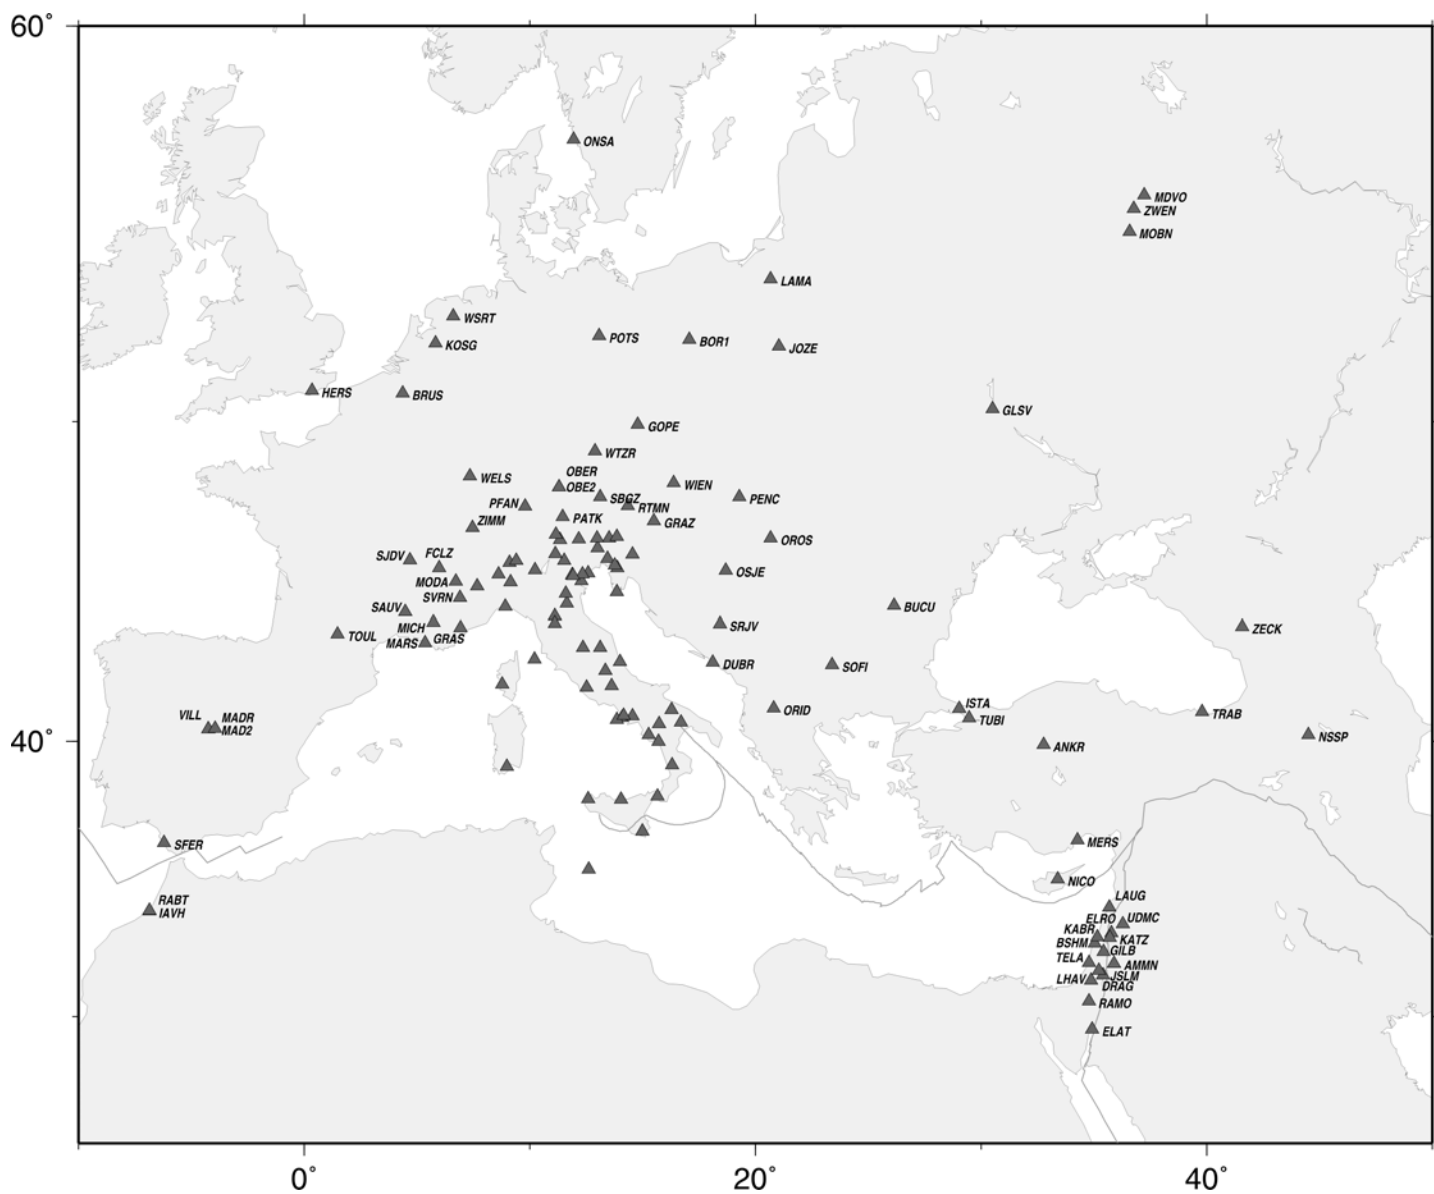 60°
ONSA
MDVO
ZWEN
MOBN
LAMA
WSRT
POTS
BOR1
KOSG
JOZE
HERS
BRUS
GLSV
GOPE
WTZR
OBER
WELS
OBE2
WIEN
SBGZ
PENC
PFAN
RTMN
PATK
ZIMM
GRAZ
OROS
SJDV
FCLZ
OSJE
MODA
SVRN
SAUV
BUCU
MICH
SRJV
ZECK
TOUL
GRAS
MARS
DUBR
SOFI
ISTA
VILL
MADR
ORID
TRAB
TUBI
MAD2
40°
NSSP
ANKR
SFER
MERS
NICO
LAUG
RABT
IAVH
ELRO
UDMC
KABR
KATZ
BSHM
GILB
TELA
AMMN
LHAV
JSLM
DRAG
RAMO
ELAT
0°
20°
40°